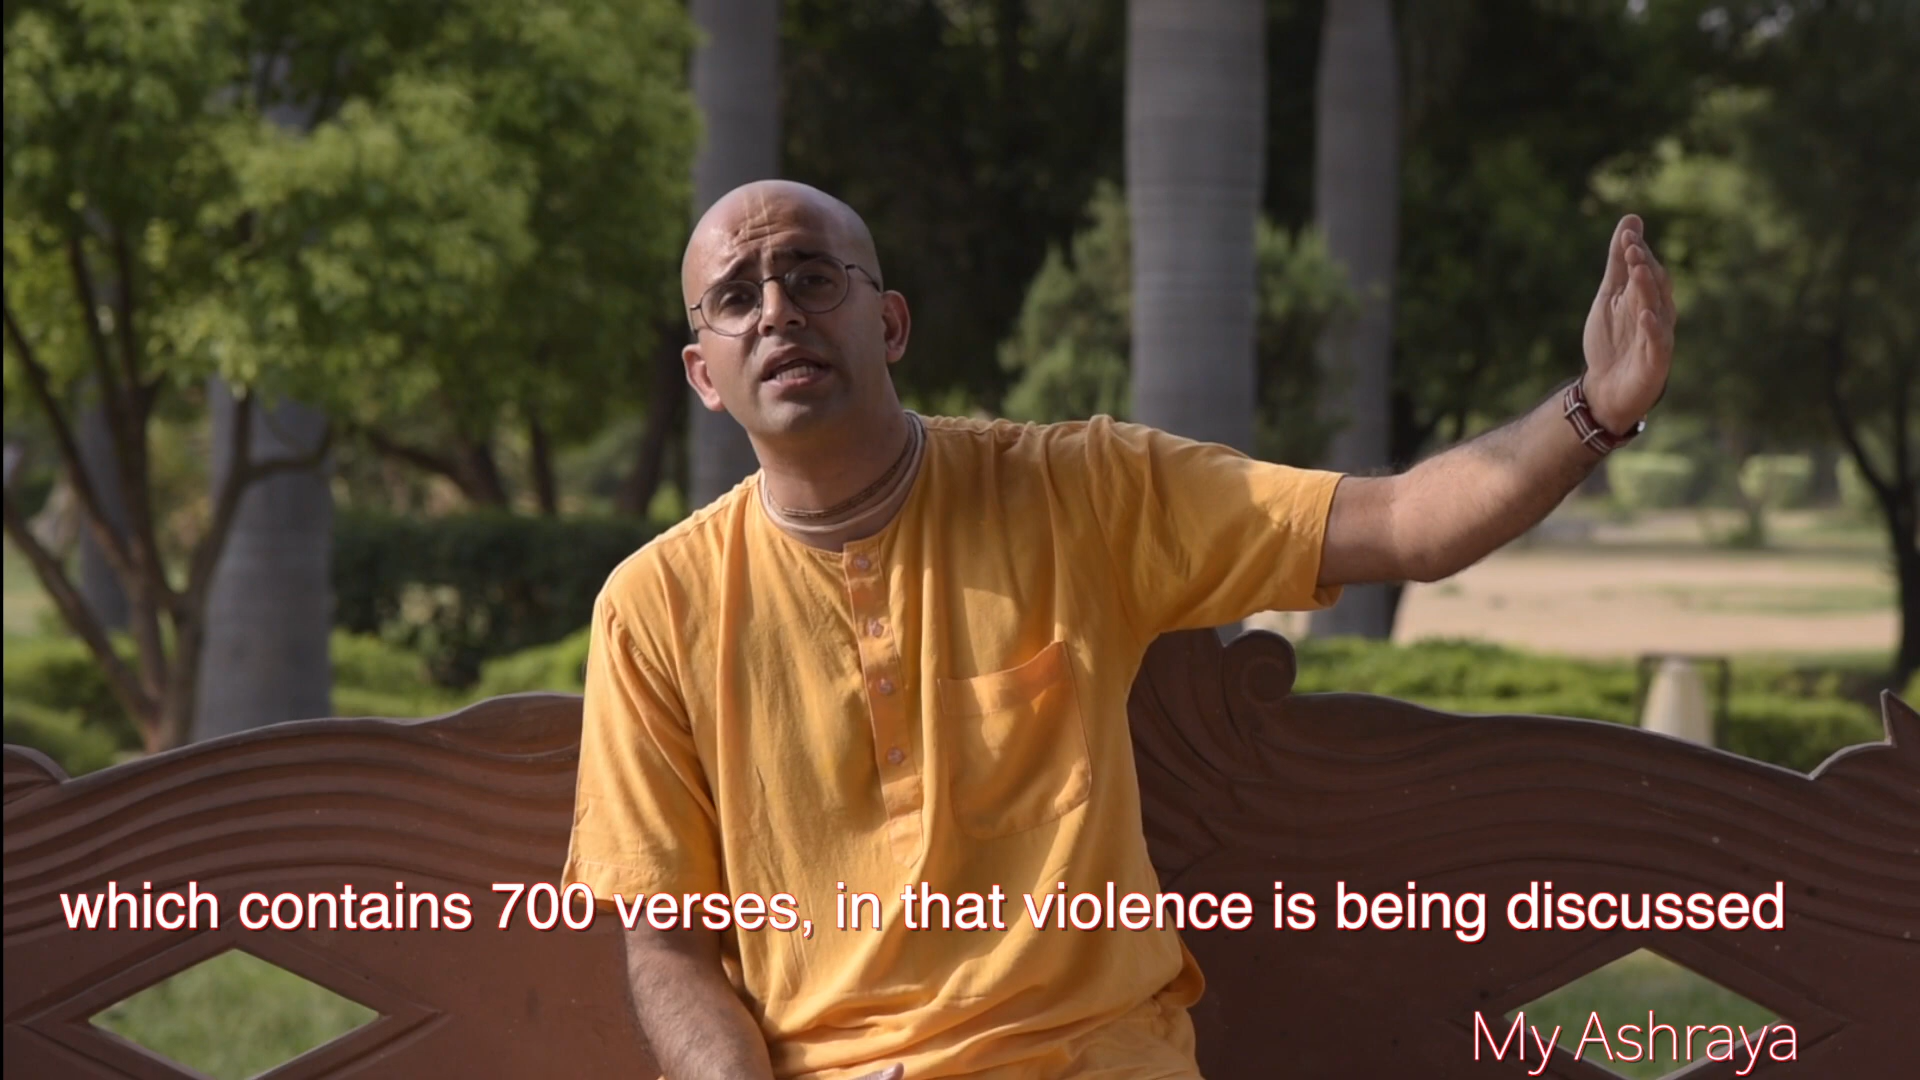 which contains 700 verses, in that violence is being discussed
My Ashraya